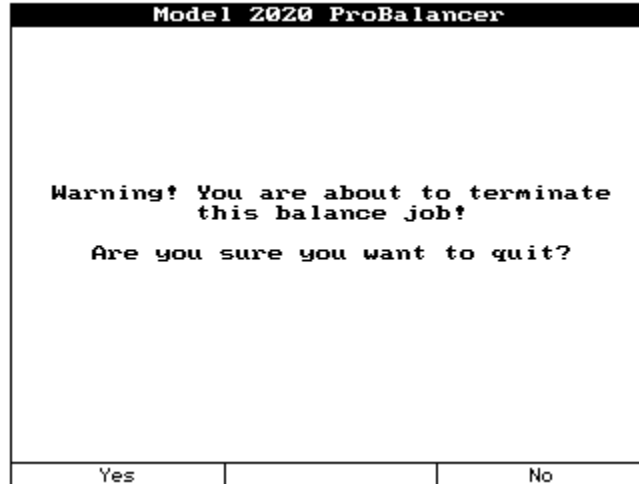 Model 2020 ProBalancer
Warning! You are about to terminate
this balance job!
Are you sure you want to quit?
Yes
No